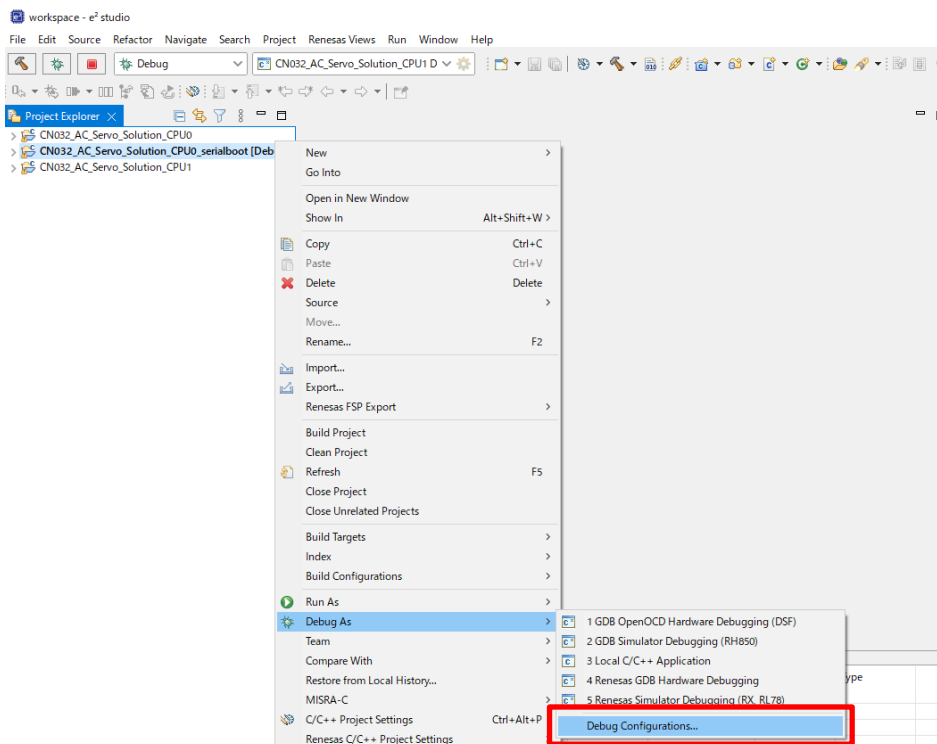 workspace - e² studio
File Edit Source Refactor Navigate Search Project Renesas Views Run Window Help
Debug CN032_AC_Servo_Solution_CPU1 D
Project Explorer
CN032_AC_Servo_Solution_CPU0
CN032_AC_Servo_Solution_CPU0_serialboot [Deb
CN032_AC_Servo_Solution_CPU1
New
Go Into
Open in New Window
Show In Alt+Shift+W >
Copy Ctrl+C
Paste Ctrl+V
Delete Delete
Source
Move...
Rename... F2
Import...
Export...
Renesas FSP Export
Build Project
Clean Project
Refresh F5
Close Project
Close Unrelated Projects
Build Targets
Index
Build Configurations
Run As
Debug As 1 GDB OpenOCD Hardware Debugging (DSF)
Team 2 GDB Simulator Debugging (RH850)
Compare With 3 Local C/C++ Application
Restore from Local History... 4 Renesas GDB Hardware Debugging ype
MISRA-C 5 Renesas Simulator Debugging (RX, RL78)
C/C++ Project Settings Ctrl+Alt+P Debug Configurations...
Renesas C/C++ Project Settings